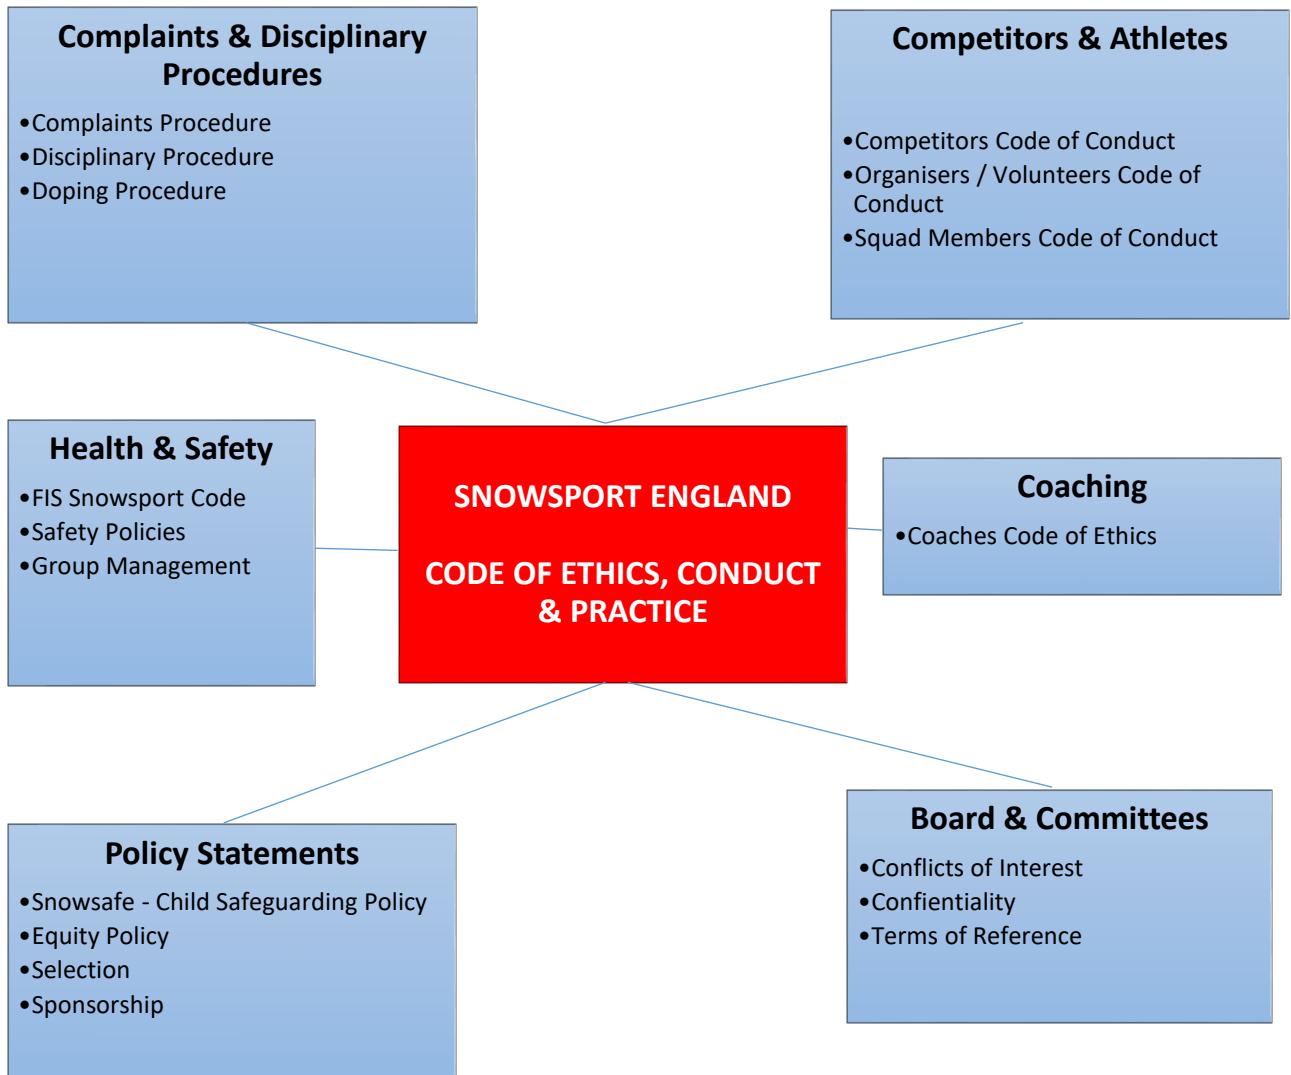 Complaints & Disciplinary
Procedures
•Complaints Procedure
•Disciplinary Procedure
•Doping Procedure
Competitors & Athletes
•Competitors Code of Conduct
•Organisers / Volunteers Code of
Conduct
•Squad Members Code of Conduct
Health & Safety
•FIS Snowsport Code
•Safety Policies
•Group Management
SNOWSPORT ENGLAND
CODE OF ETHICS, CONDUCT
& PRACTICE
Coaching
•Coaches Code of Ethics
Policy Statements
•Snowsafe - Child Safeguarding Policy
•Equity Policy
•Selection
•Sponsorship
Board & Committees
•Conflicts of Interest
•Confientiality
•Terms of Reference